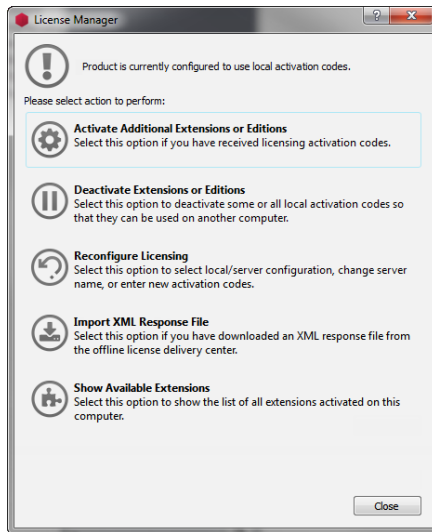 License Manager
Product is currently configured to use local activation codes.
Please select action to perform:
Activate Additional Extensions or Editions
Select this option if you have received licensing activation codes.
Deactivate Extensions or Editions
Select this option to deactivate some or all local activation codes so
that they can be used on another computer.
Reconfigure Licensing
Select this option to select local/server configuration, change server
name, or enter new activation codes.
Import XML Response File
Select this option if you have downloaded an XML response file from
the offline license delivery center.
Show Available Extensions
Select this option to show the list of all extensions activated on this
computer.
Close